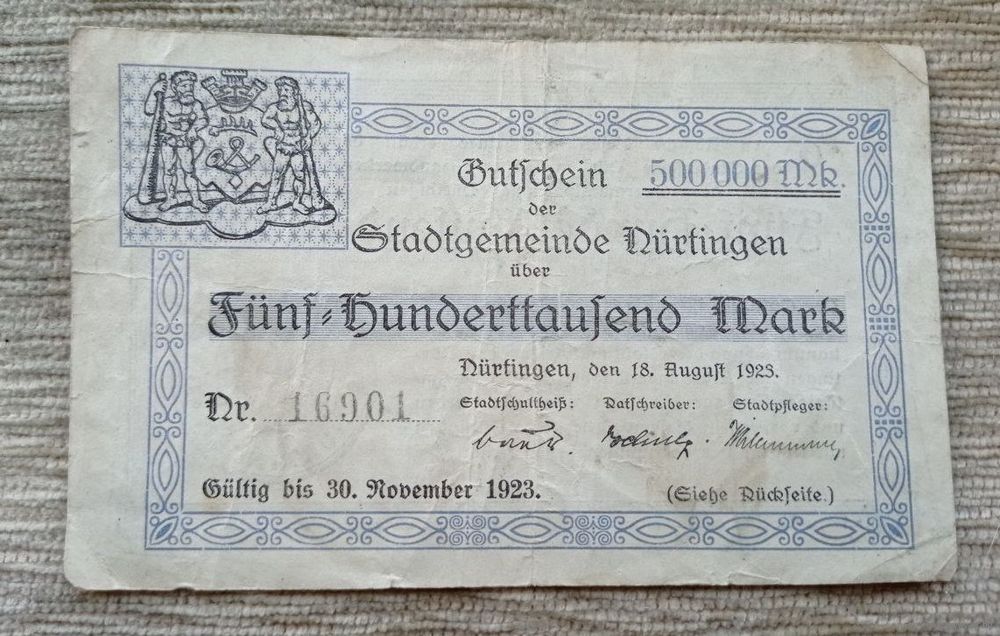 Gutschein 500 000 Mk.
der
Stadtgemeinde Nürtingen
über
Fünf-Hunderttausend Mark
Nürtingen, den 18. August 1923.
Nr. 16901
Stadtschultheiß: Ratschreiber: Stadtpfleger:
Gültig bis 30. November 1923.
(Siehe Rückseite.)